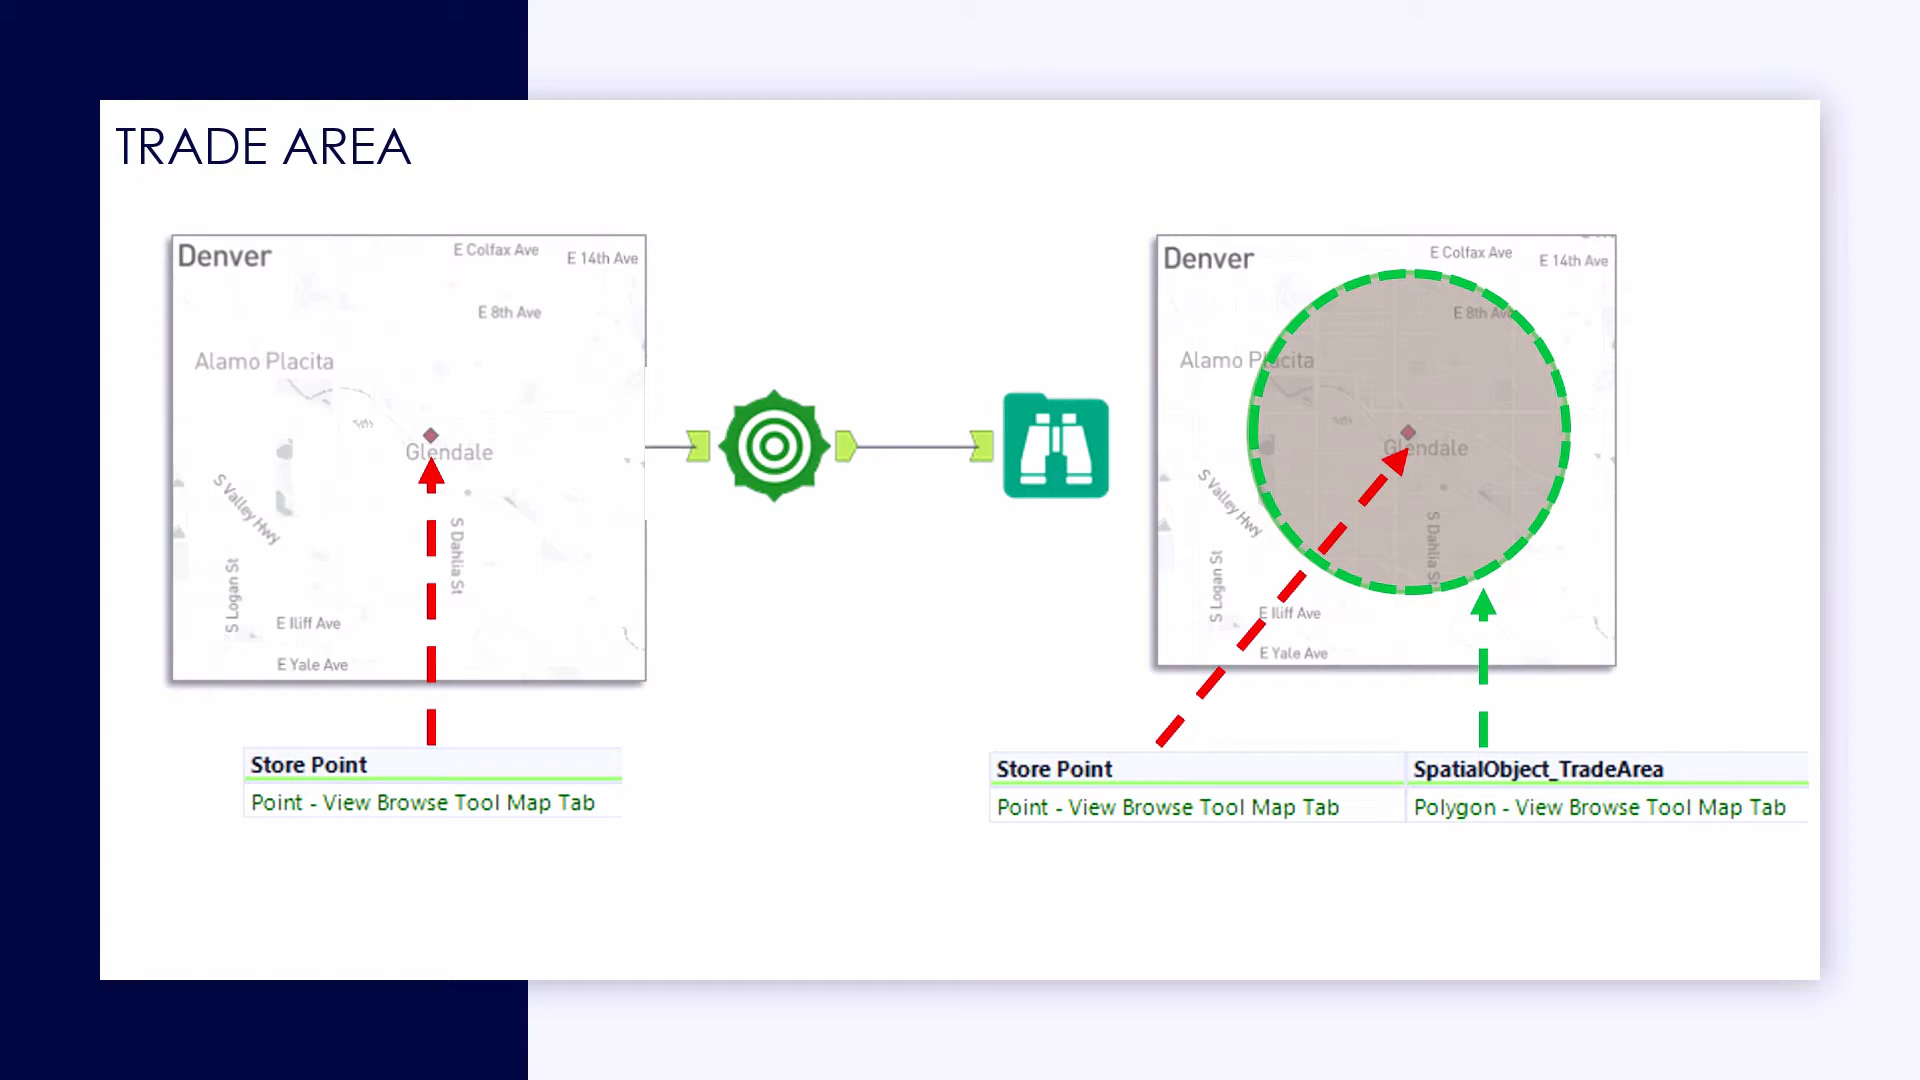 TRADE AREA
Denver
E Colfax Ave
E 14th Ave
E 8th Ave
Alamo Placita
Glendale
S Valley Hwy
S Dahlia St
S Logan St
E Iliff Ave
E Yale Ave
Store Point
Point - View Browse Tool Map Tab
Denver
E Colfax Ave
E 14th Ave
E 8th Ave
Alamo Placita
Glendale
S Valley Hwy
S Dahlia St
S Logan St
E Iliff Ave
E Yale Ave
Store Point SpatialObject_TradeArea
Point - View Browse Tool Map Tab Polygon - View Browse Tool Map Tab